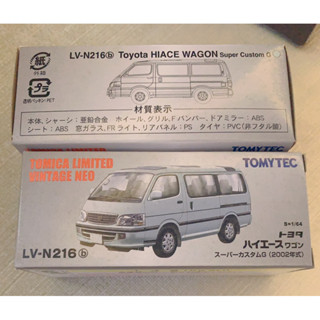 紙
外箱
プラ
透明パッキン:PET
LV-N216ⓑ Toyota HIACE WAGON Super Custom G
材質表示
本体、シャーシ:亜鉛合金 ホイール、グリル、F.バンパー、ドアミラー:ABS
シート:ABS 窓ガラス、FRライト、リアパネル:PS タイヤ:PVC(非フタル酸)
TOMICA LIMITED
VINTAGE NEO
TOMYTEC
LV-N216ⓑ
S=1/64
トヨタ
ハイエースワゴン
スーパーカスタムG(2002年式)